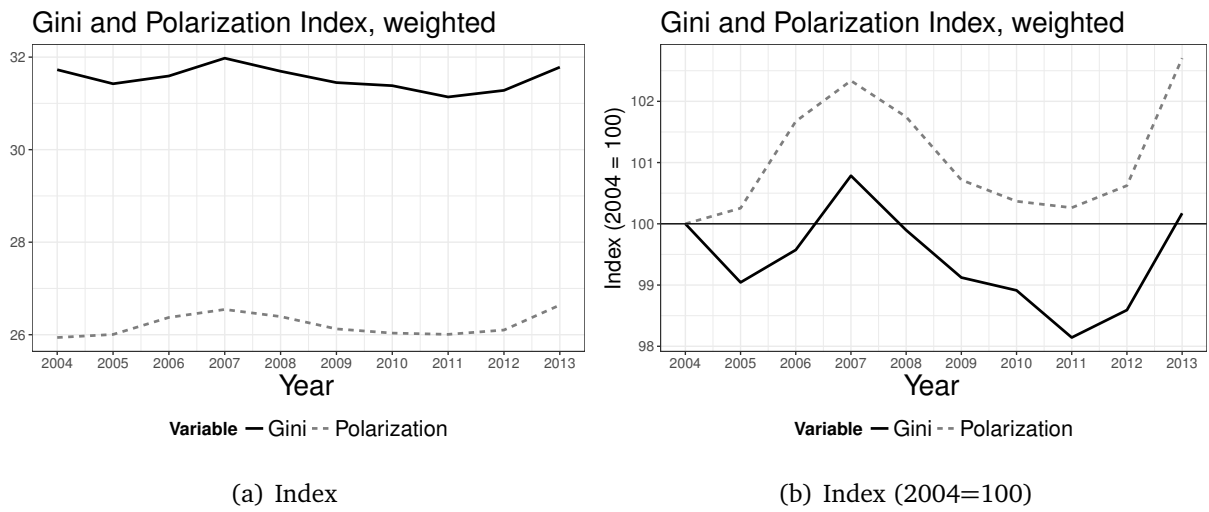 Gini and Polarization Index, weighted
32
30
28
26
2004 2005 2006 2007 2008 2009 2010 2011 2012 2013
Year
Variable Gini Polarization
(a) Index
Gini and Polarization Index, weighted
Index (2004 = 100)
102
101
100
99
98
2004 2005 2006 2007 2008 2009 2010 2011 2012 2013
Year
Variable Gini Polarization
(b) Index (2004=100)